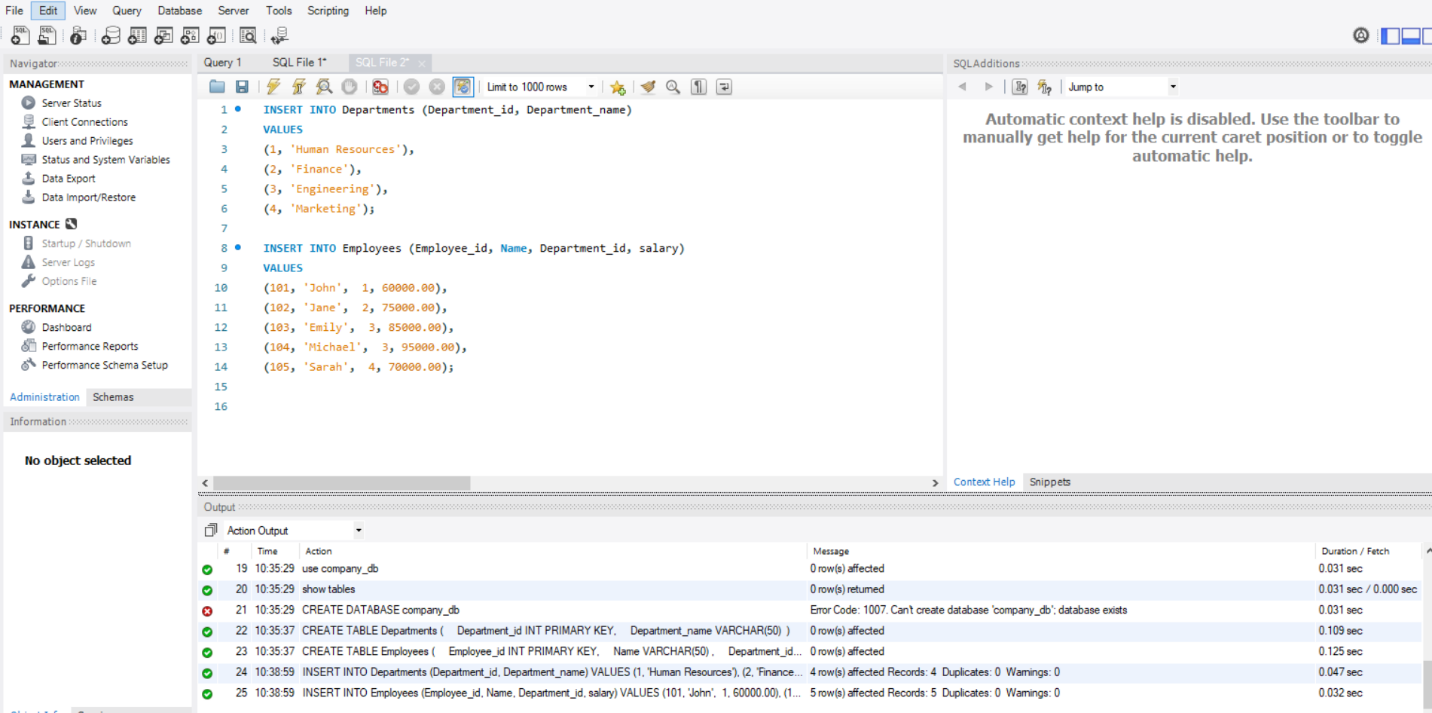 File Edit View Query Database Server Tools Scripting Help
Navigator
MANAGEMENT
Server Status
Client Connections
Users and Privileges
Status and System Variables
Data Export
Data Import/Restore
INSTANCE
Startup / Shutdown
Server Logs
Options File
PERFORMANCE
Dashboard
Performance Reports
Performance Schema Setup
Administration Schemas
Information
No object selected
Query 1 SQL File 1* SQL File 2*
Limit to 1000 rows
1 INSERT INTO Departments (Department_id, Department_name)
2 VALUES
3 (1, 'Human Resources'),
4 (2, 'Finance'),
5 (3, 'Engineering'),
6 (4, 'Marketing');
7
8 INSERT INTO Employees (Employee_id, Name, Department_id, salary)
9 VALUES
10 (101, 'John', 1, 60000.00),
11 (102, 'Jane', 2, 75000.00),
12 (103, 'Emily', 3, 85000.00),
13 (104, 'Michael', 3, 95000.00),
14 (105, 'Sarah', 4, 70000.00);
15
16
SQLAdditions
Jump to
Automatic context help is disabled. Use the toolbar to
manually get help for the current caret position or to toggle
automatic help.
Context Help Snippets
Output
Action Output
# Time Action Message Duration / Fetch
19 10:35:29 use company_db 0 row(s) affected 0.031 sec
20 10:35:29 show tables 0 row(s) returned 0.031 sec / 0.000 sec
21 10:35:29 CREATE DATABASE company_db Error Code: 1007. Can't create database 'company_db'; database exists 0.031 sec
22 10:35:37 CREATE TABLE Departments ( Department_id INT PRIMARY KEY, Department_name VARCHAR(50) ) 0 row(s) affected 0.109 sec
23 10:35:37 CREATE TABLE Employees ( Employee_id INT PRIMARY KEY, Name VARCHAR(50) , Department_id... 0 row(s) affected 0.125 sec
24 10:38:59 INSERT INTO Departments (Department_id, Department_name) VALUES (1, 'Human Resources'), (2, 'Finance... 4 row(s) affected Records: 4 Duplicates: 0 Warnings: 0 0.047 sec
25 10:38:59 INSERT INTO Employees (Employee_id, Name, Department_id, salary) VALUES (101, 'John', 1, 60000.00), (1... 5 row(s) affected Records: 5 Duplicates: 0 Warnings: 0 0.032 sec